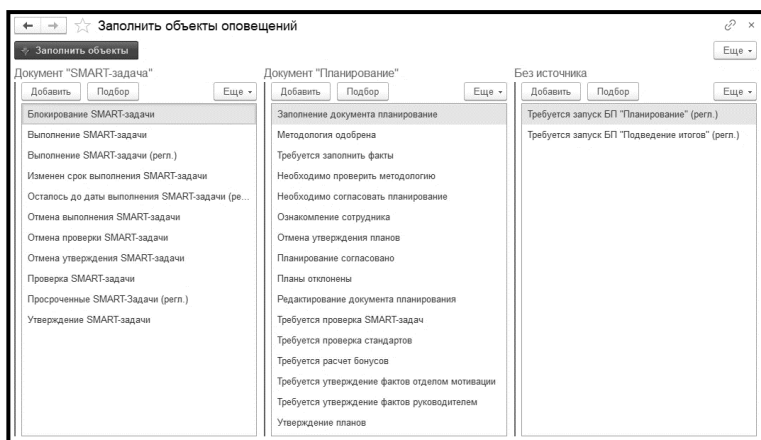 Заполнить объекты оповещений
Заполнить объекты
Еще
Документ "SMART-задача"
Добавить Подбор Еще
Блокирование SMART-задачи
Выполнение SMART-задачи
Выполнение SMART-задачи (регл.)
Изменен срок выполнения SMART-задачи
Осталось до даты выполнения SMART-задачи (ре...
Отмена выполнения SMART-задачи
Отмена проверки SMART-задачи
Отмена утверждения SMART-задачи
Проверка SMART-задачи
Просроченные SMART-Задачи (регл.)
Утверждение SMART-задачи
Документ "Планирование"
Добавить Подбор Еще
Заполнение документа планирование
Методология одобрена
Требуется заполнить факты
Необходимо проверить методологию
Необходимо согласовать планирование
Ознакомление сотрудника
Отмена утверждения планов
Планирование согласовано
Планы отклонены
Редактирование документа планирования
Требуется проверка SMART-задач
Требуется проверка стандартов
Требуется расчет бонусов
Требуется утверждение фактов отделом мотивации
Требуется утверждение фактов руководителем
Утверждение планов
Без источника
Добавить Подбор Еще
Требуется запуск БП "Планирование" (регл.)
Требуется запуск БП "Подведение итогов" (регл.)